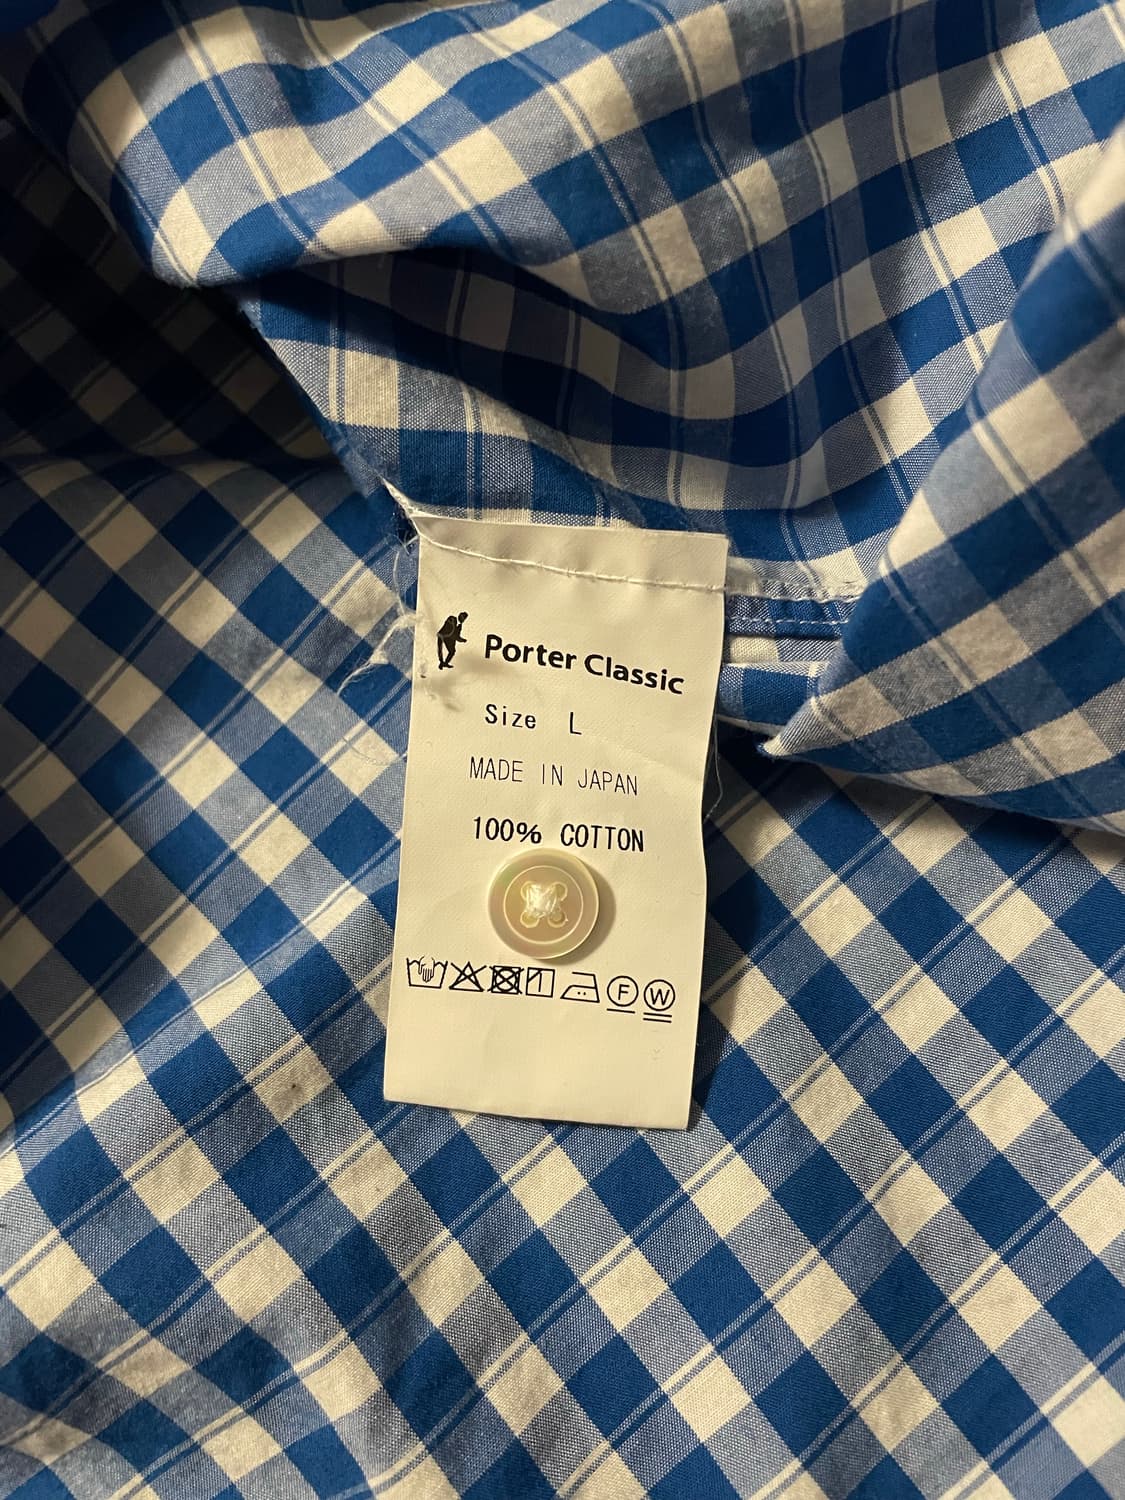 Porter Classic
Size L
MADE IN JAPAN
100% COTTON
F W